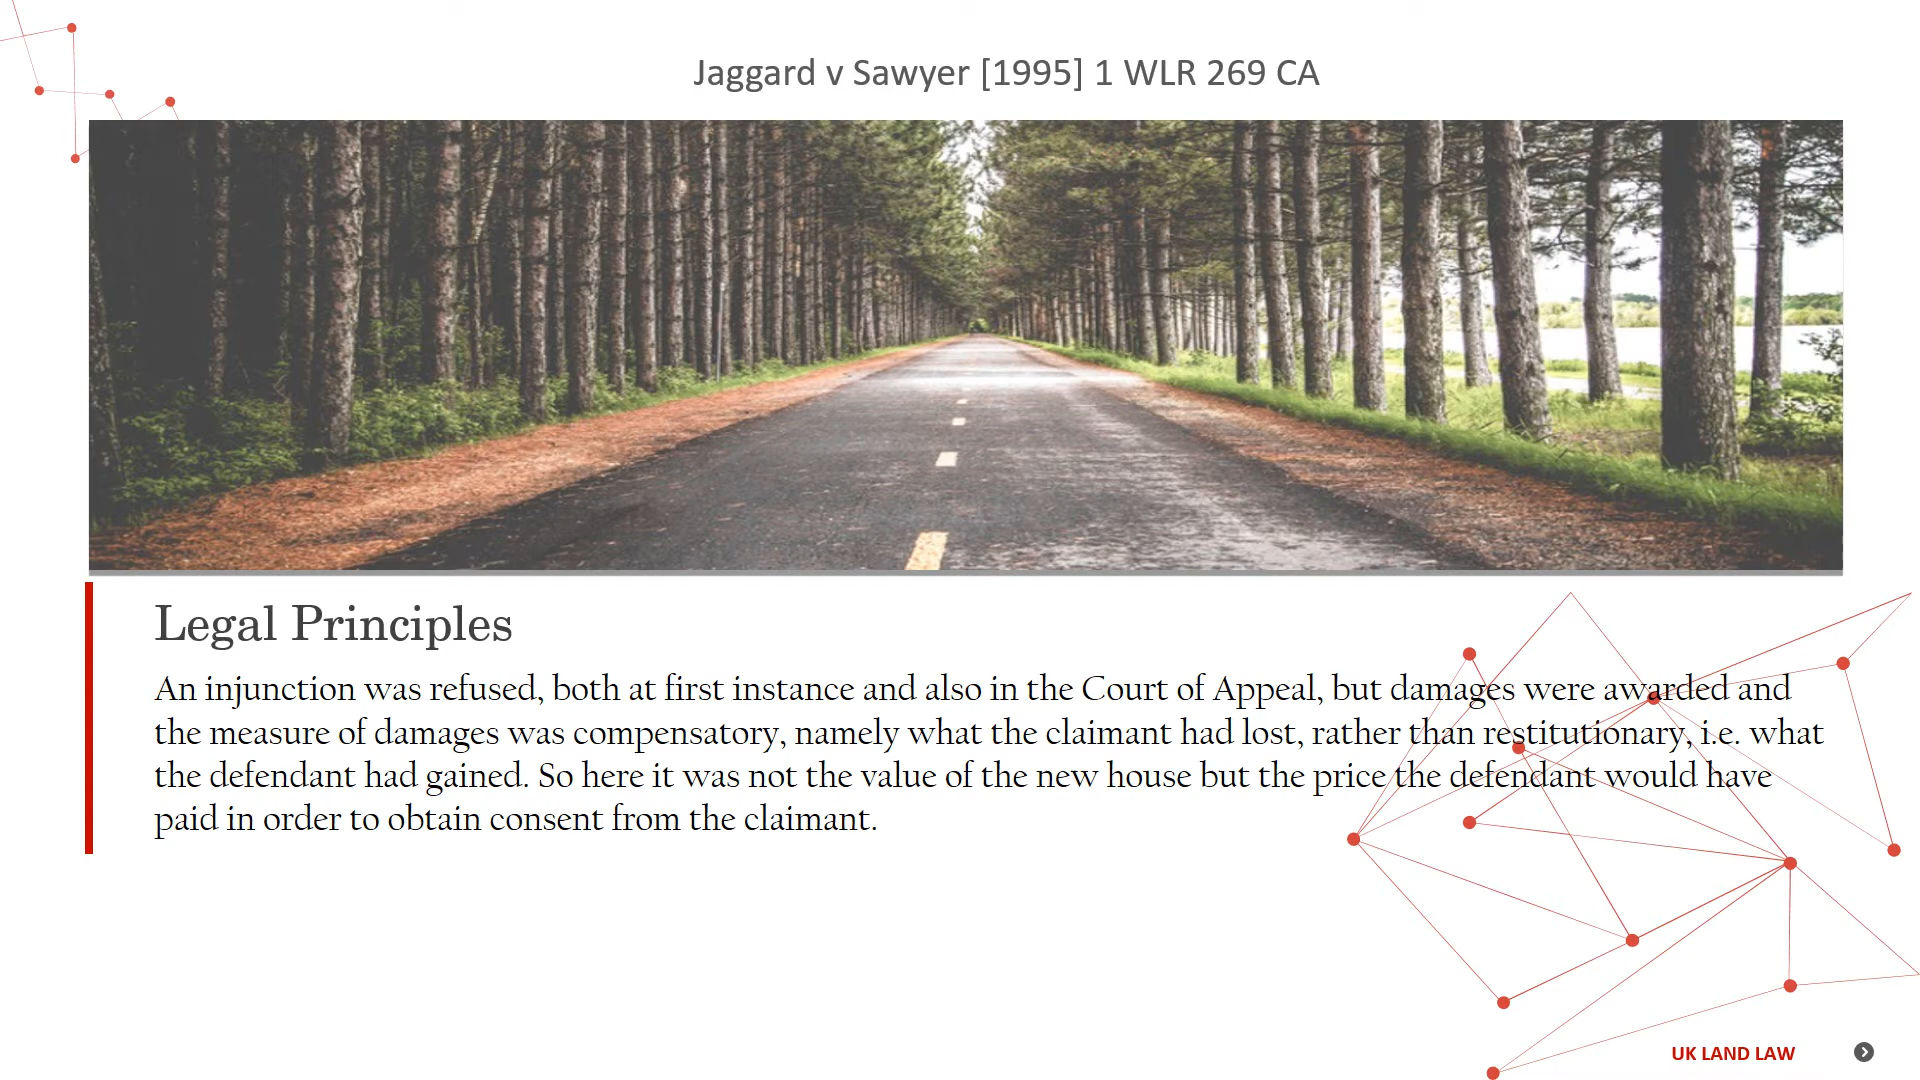 Jaggard v Sawyer [1995] 1 WLR 269 CA
Legal Principles
An injunction was refused, both at first instance and also in the Court of Appeal, but damages were awarded and
the measure of damages was compensatory, namely what the claimant had lost, rather than restitutionary, i.e. what
the defendant had gained. So here it was not the value of the new house but the price the defendant would have
paid in order to obtain consent from the claimant.
UK LAND LAW